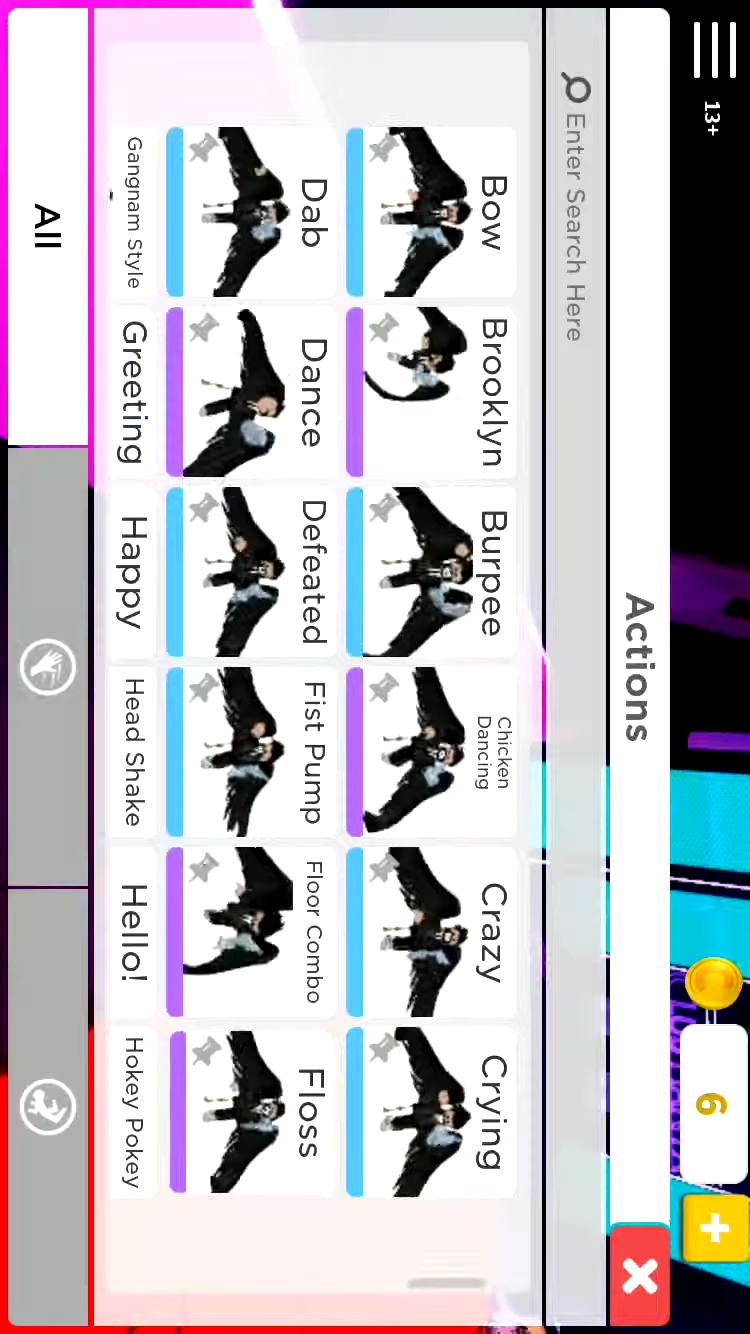 13+
6
+
Actions
Enter Search Here
Bow
Brooklyn
Burpee
Chicken
Dancing
Crazy
Crying
Dab
Dance
Defeated
Fist Pump
Floor Combo
Floss
Gangnam Style
Greeting
Happy
Head Shake
Hello!
Hokey Pokey
All